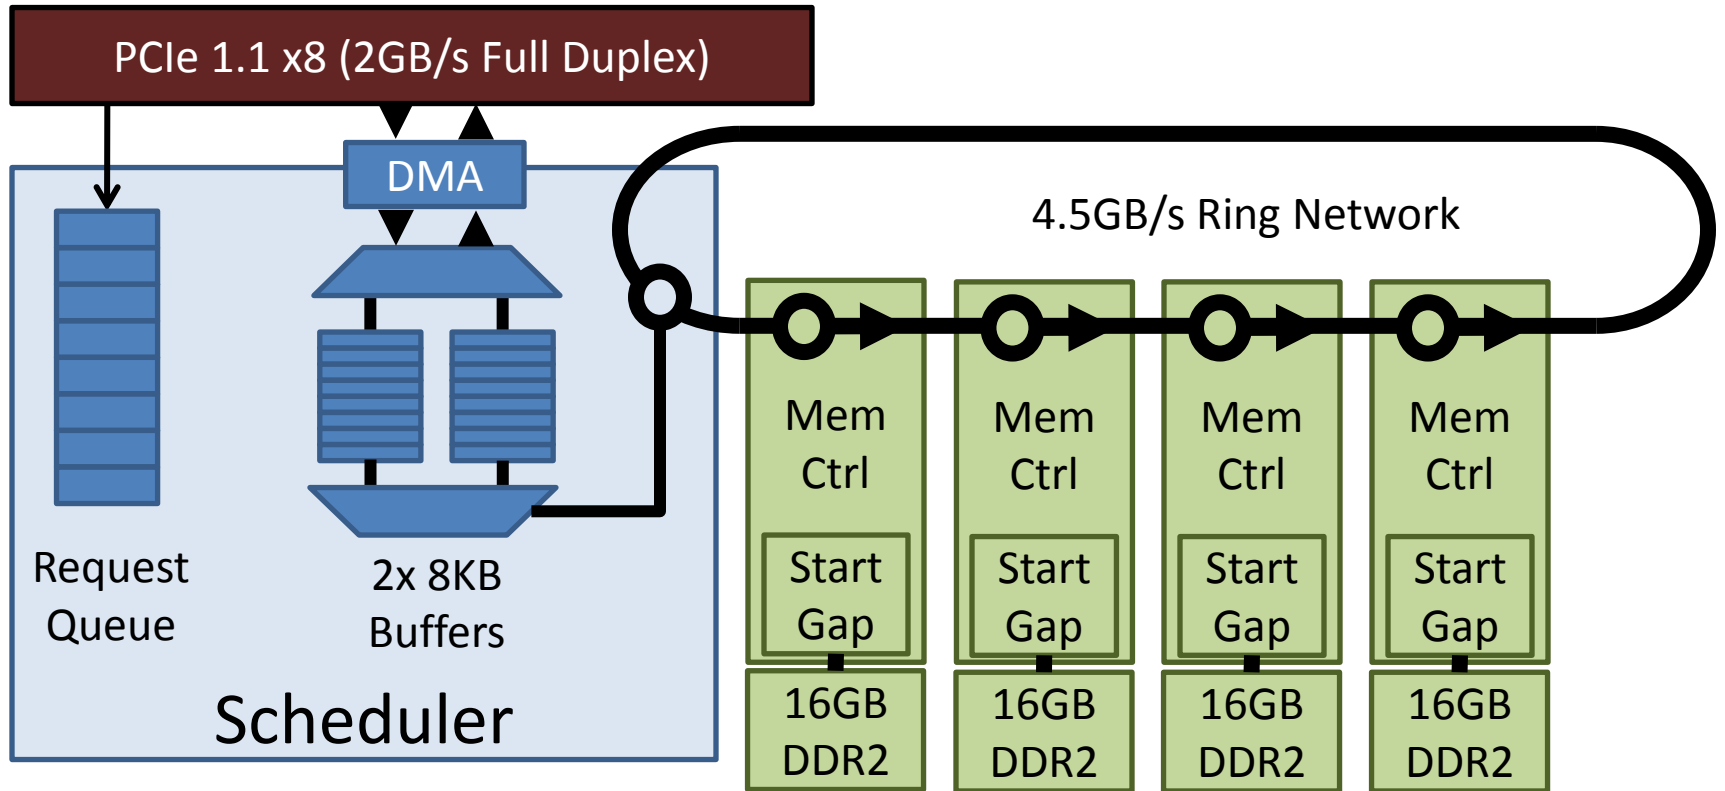 PCIe 1.1 x8 (2GB/s Full Duplex)
DMA
4.5GB/s Ring Network
Request
Queue
2x 8KB
Buffers
Scheduler
Mem
Ctrl
Start
Gap
16GB
DDR2
Mem
Ctrl
Start
Gap
16GB
DDR2
Mem
Ctrl
Start
Gap
16GB
DDR2
Mem
Ctrl
Start
Gap
16GB
DDR2